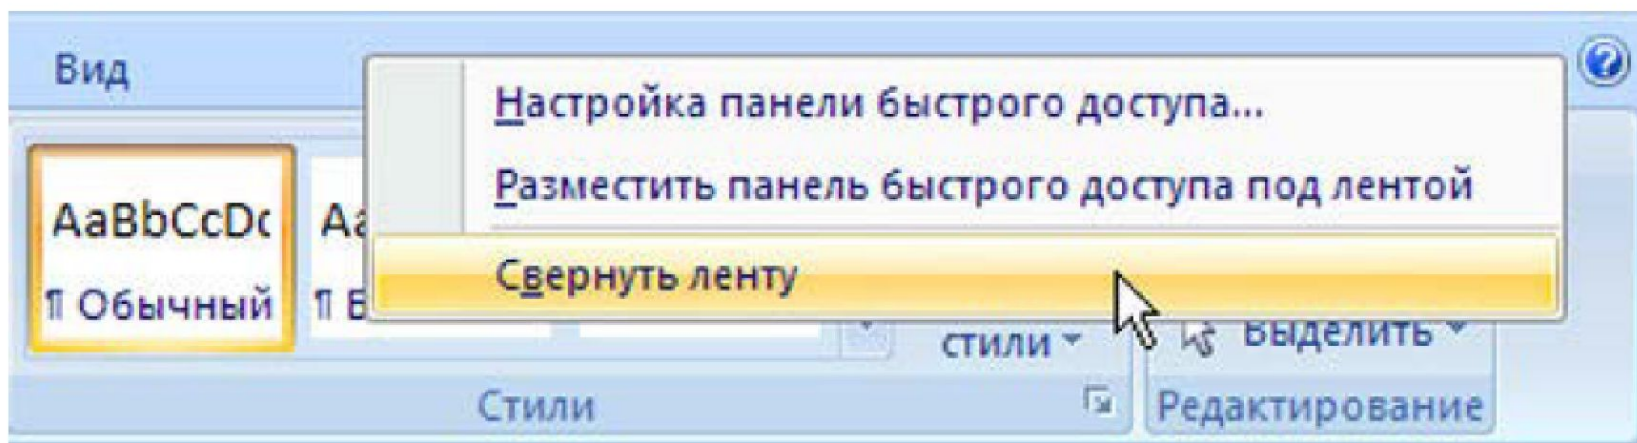 Вид
Настройка панели быстрого доступа...
Разместить панель быстрого доступа под лентой
Свернуть ленту
AaBbCcDc
¶ Обычный
стили
Выделить
Стили
Редактирование